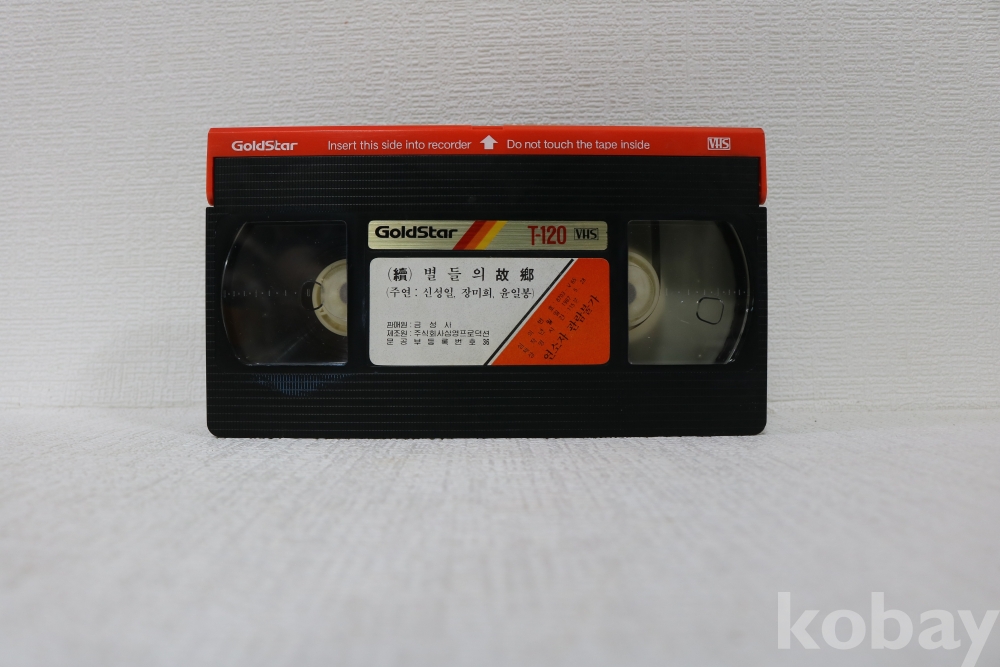 GoldStar Insert this side into recorder Do not touch the tape inside VHS
GoldStar T-120 VHS
(續) 별들의 故鄕
(주연 : 신성일, 장미희, 윤일봉)
판매원 : 금성사
제조원 : 주식회사삼영프로덕션
문공부등록번호 36
연소자 관람불가
kobay